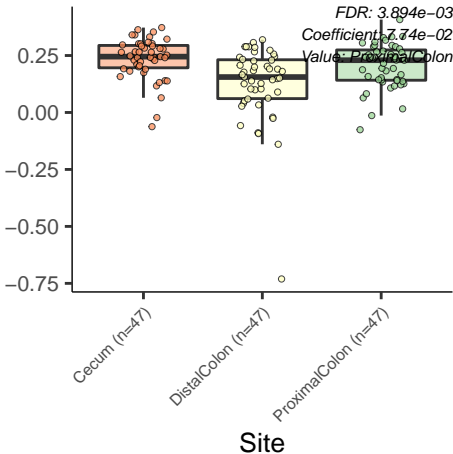 FDR: 3.894e−03
Coefficient: 7.74e−02
Value: ProximalColon
0.25
0.00
−0.25
−0.50
−0.75
Cecum (n=47)
DistalColon (n=47)
ProximalColon (n=47)
Site